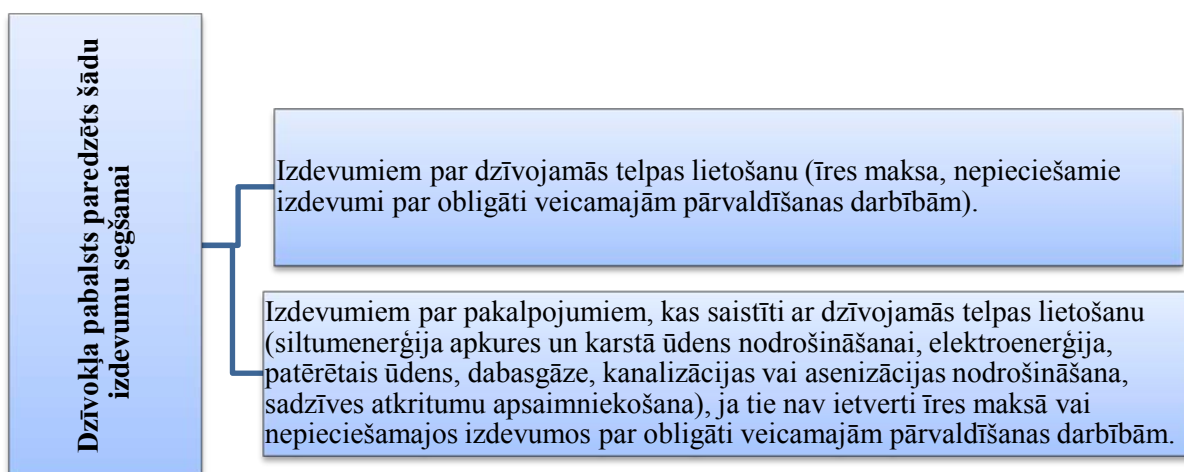 Dzīvokļa pabalsts paredzēts šādu
izdevumu segšanai
Izdevumiem par dzīvojamās telpas lietošanu (īres maksa, nepieciešamie
izdevumi par obligāti veicamajām pārvaldīšanas darbībām).
Izdevumiem par pakalpojumiem, kas saistīti ar dzīvojamās telpas lietošanu
(siltumenerģija apkures un karstā ūdens nodrošināšanai, elektroenerģija,
patērētais ūdens, dabasgāze, kanalizācijas vai asenizācijas nodrošināšana,
sadzīves atkritumu apsaimniekošana), ja tie nav ietverti īres maksā vai
nepieciešamajos izdevumos par obligāti veicamajām pārvaldīšanas darbībām.